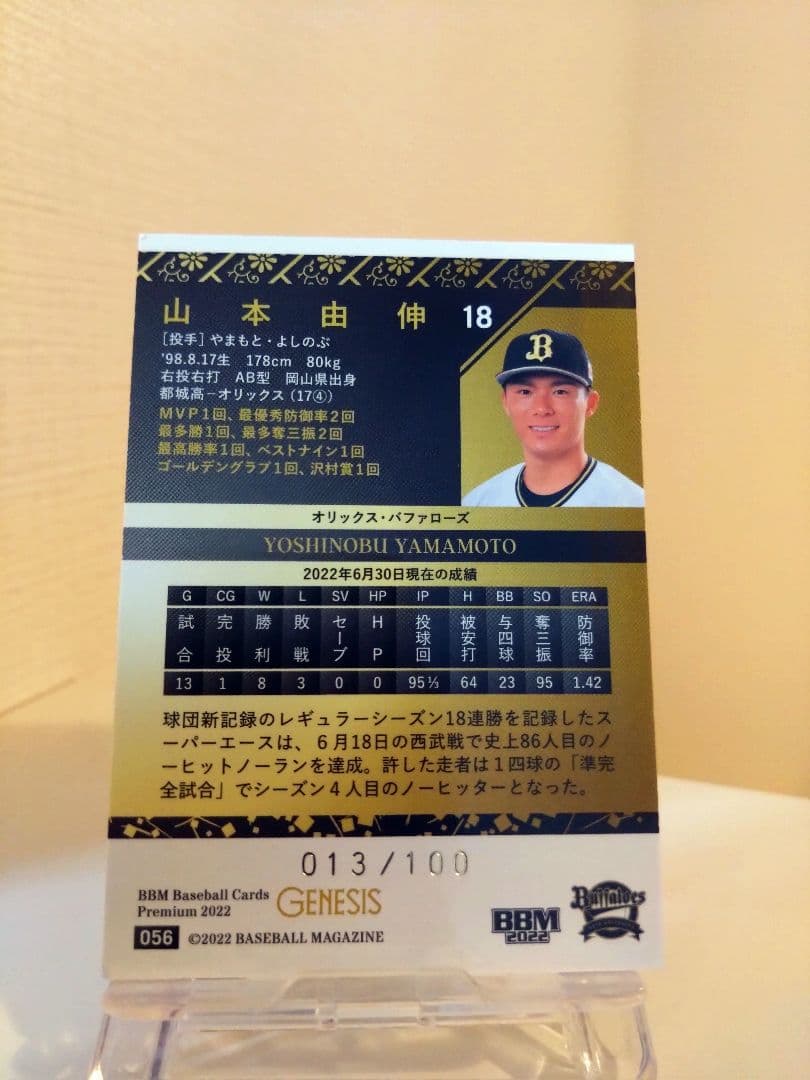 山本由伸 18
[投手] やまもと・よしのぶ
'98.8.17生 178cm 80kg
右投右打 AB型 岡山県出身
都城高－オリックス(17④)
MVP1回、最優秀防御率2回
最多勝1回、最多奪三振2回
最高勝率1回、ベストナイン1回
ゴールデングラブ1回、沢村賞1回
B
オリックス・バファローズ
YOSHINOBU YAMAMOTO
2022年6月30日現在の成績
G CG W L SV HP IP H BB SO ERA
試合 完投 勝利 敗戦 セーブ HP 投球回 被安打 与四球 奪三振 防御率
13 1 8 3 0 0 95⅓ 64 23 95 1.42
球団新記録のレギュラーシーズン18連勝を記録したス
ーパーエースは、6月18日の西武戦で史上86人目のノ
ーヒットノーランを達成。許した走者は1四球の「準完
全試合」でシーズン4人目のノーヒッターとなった。
013/100
BBM Baseball Cards
Premium 2022
GENESIS
056 ©2022 BASEBALL MAGAZINE
BBM
2022
Buffaloes